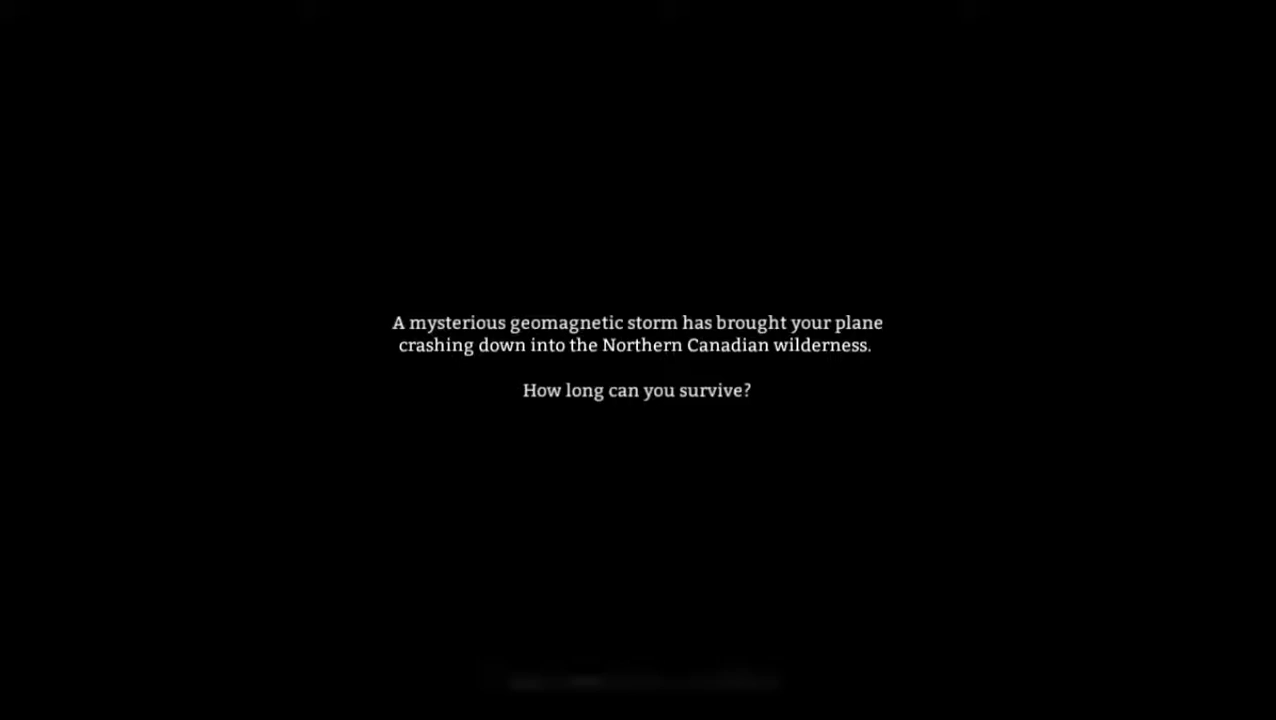 A mysterious geomagnetic storm has brought your plane
crashing down into the Northern Canadian wilderness.
How long can you survive?